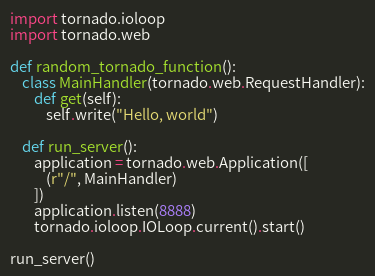 import tornado.ioloop
import tornado.web

def random_tornado_function():
    class MainHandler(tornado.web.RequestHandler):
        def get(self):
            self.write("Hello, world")

    def run_server():
        application = tornado.web.Application([
            (r"/", MainHandler)
        ])
        application.listen(8888)
        tornado.ioloop.IOLoop.current().start()

run_server()